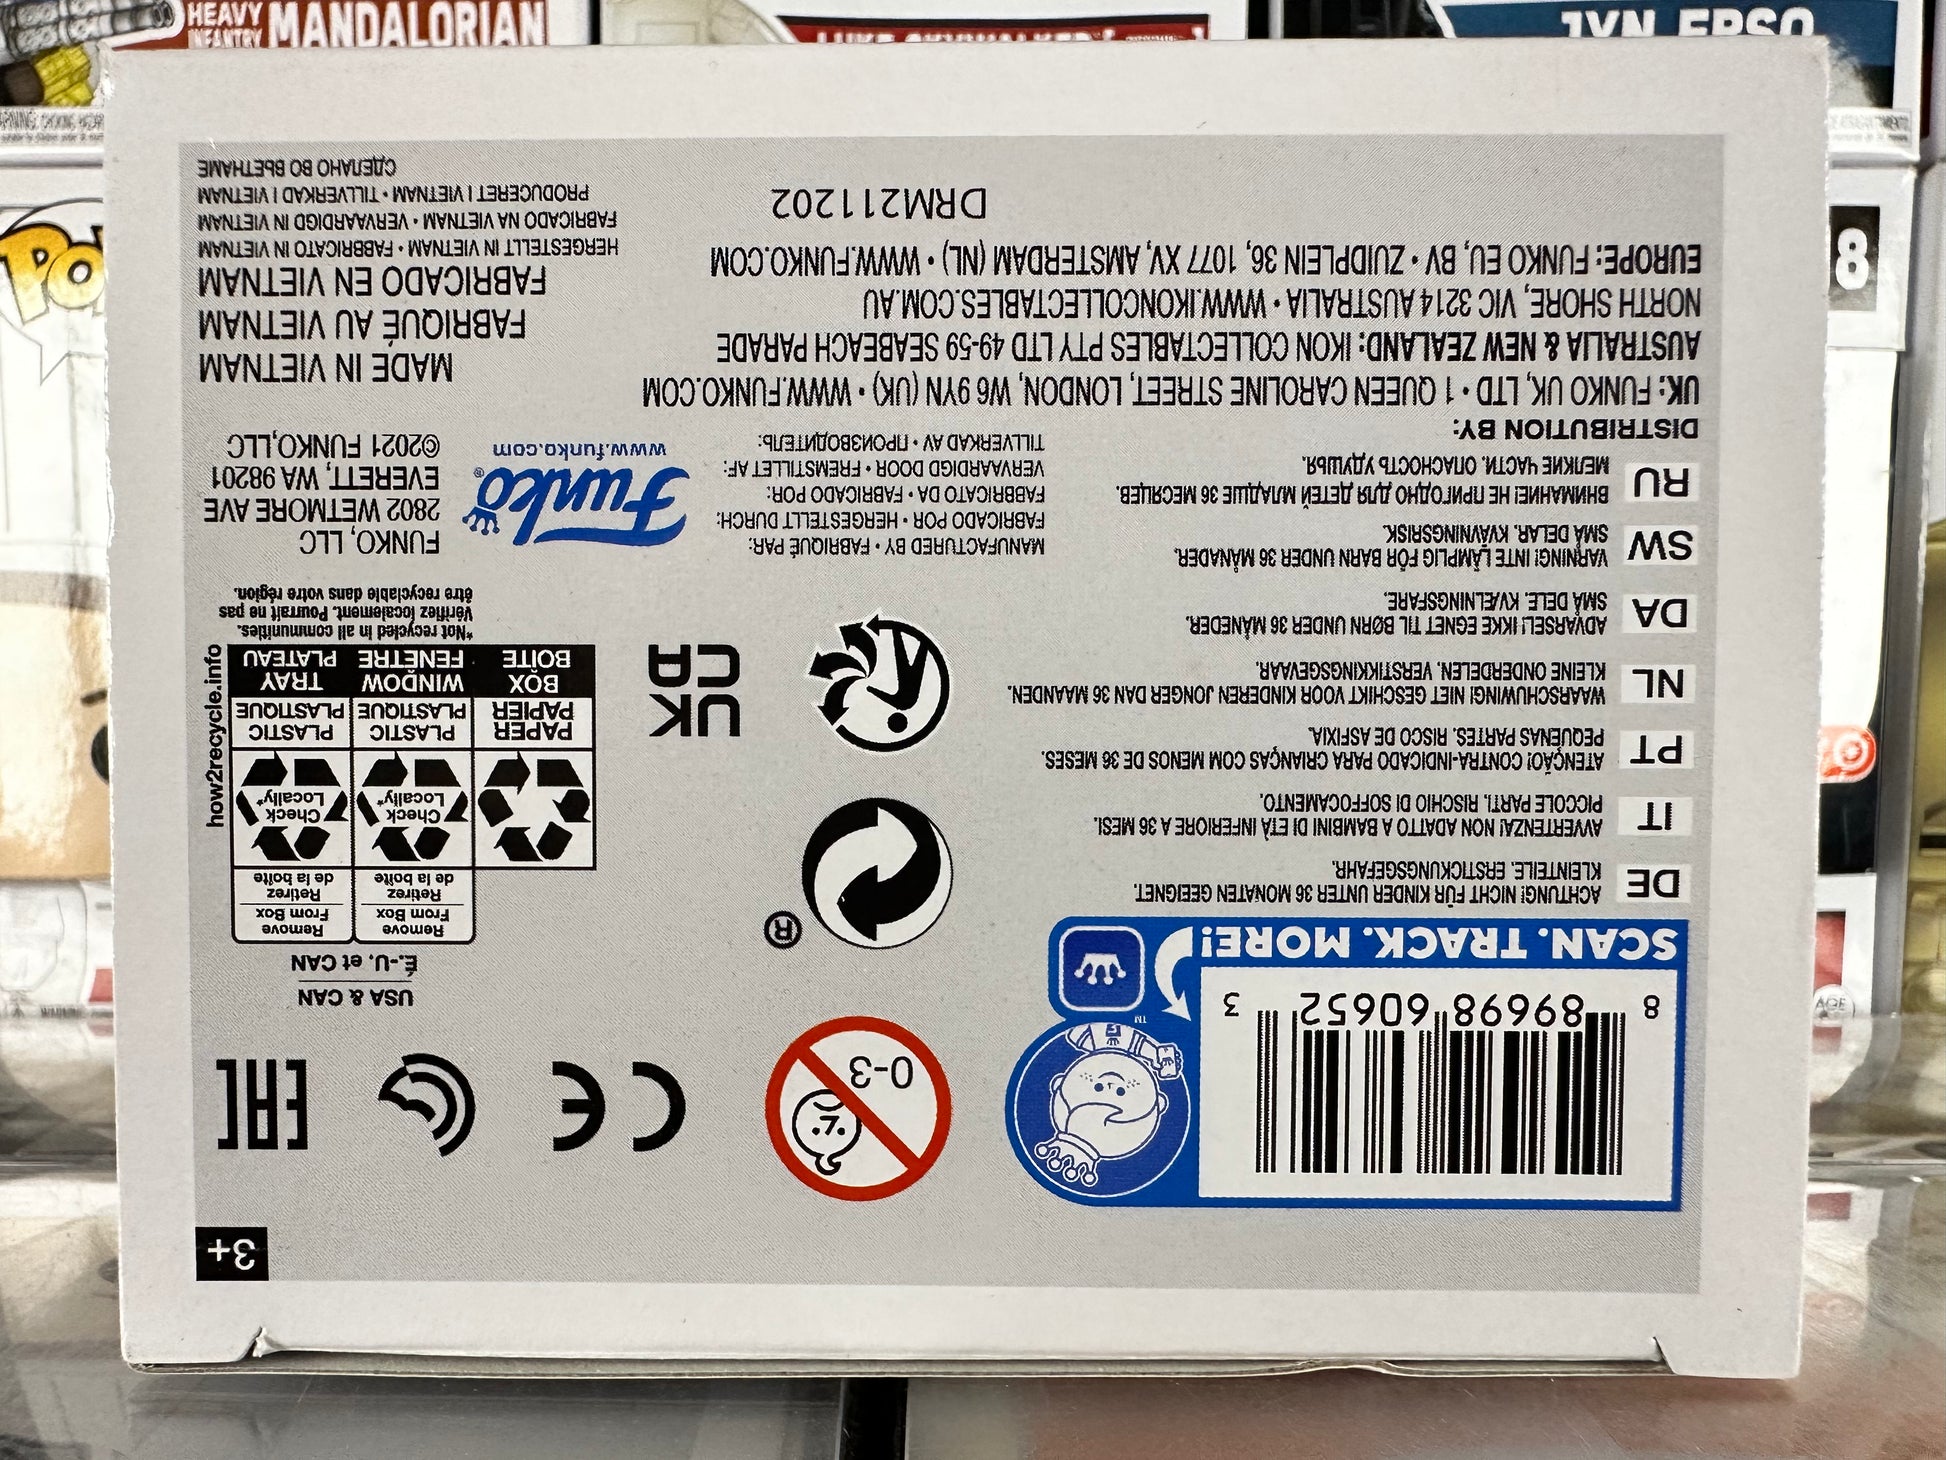 HEAVY
INFANTRY
MANDALORIAN
LUKE SKYWALKER
JYN ERSO
8
3+
8 89698 60652 3
SCAN. TRACK. MORE!
TM
0-3
CE
EAC
USA & CAN
É.-U. et CAN
Remove
From Box
Retirez
de la boîte
Remove
From Box
Retirez
de la boîte
Check
Locally*
Check
Locally*
PAPER
PAPIER
PLASTIC
PLASTIQUE
PLASTIC
PLASTIQUE
BOX
BOÎTE
WINDOW
FENÊTRE
TRAY
PLATEAU
how2recycle.info
*Not recycled in all communities.
Vérifiez localement. Pourrait ne pas
être recyclable dans votre région.
®
UK
CA
DE
ACHTUNG! NICHT FÜR KINDER UNTER 36 MONATEN GEEIGNET.
KLEINTEILE. ERSTICKUNGSGEFAHR.
IT
AVVERTENZA! NON ADATTO A BAMBINI DI ETÀ INFERIORE A 36 MESI.
PICCOLE PARTI. RISCHIO DI SOFFOCAMENTO.
PT
ATENÇÃO! CONTRA-INDICADO PARA CRIANÇAS COM MENOS DE 36 MESES.
PEQUENAS PARTES. RISCO DE ASFIXIA.
NL
WAARSCHUWING! NIET GESCHIKT VOOR KINDEREN JONGER DAN 36 MAANDEN.
KLEINE ONDERDELEN. VERSTIKKINGSGEVAAR.
DA
ADVARSEL! IKKE EGNET TIL BØRN UNDER 36 MÅNEDER.
SMÅ DELE. KVÆLNINGSFARE.
SW
VARNING! INTE LÄMPLIG FÖR BARN UNDER 36 MÅNADER.
SMÅ DELAR. KVÄVNINGSRISK.
RU
ВНИМАНИЕ! НЕ ПРИГОДНО ДЛЯ ДЕТЕЙ МЛАДШЕ 36 МЕСЯЦЕВ.
МЕЛКИЕ ЧАСТИ. ОПАСНОСТЬ УДУШЬЯ.
MANUFACTURED BY • FABRIQUÉ PAR:
FABRICADO POR • HERGESTELLT DURCH:
FABBRICATO DA • FABRICADO POR:
VERVAARDIGD DOOR • FREMSTILLET AF:
TILLVERKAD AV • ПРОИЗВОДИТЕЛЬ:
Funko®
www.funko.com
FUNKO, LLC
2802 WETMORE AVE
EVERETT, WA 98201
©2021 FUNKO,LLC
DISTRIBUTION BY:
UK: FUNKO UK, LTD • 1 QUEEN CAROLINE STREET, LONDON, W6 9YN (UK) • WWW.FUNKO.COM
AUSTRALIA & NEW ZEALAND: IKON COLLECTABLES PTY LTD 49-59 SEABEACH PARADE
NORTH SHORE, VIC 3214 AUSTRALIA • WWW.IKONCOLLECTABLES.COM.AU
EUROPE: FUNKO EU, BV • ZUIDPLEIN 36, 1077 XV, AMSTERDAM (NL) • WWW.FUNKO.COM
DRM211202
MADE IN VIETNAM
FABRIQUÉ AU VIETNAM
FABRICADO EN VIETNAM
HERGESTELLT IN VIETNAM • FABBRICATO IN VIETNAM
FABRICADO NA VIETNAM • VERVAARDIGD IN VIETNAM
PRODUCERET I VIETNAM • TILLVERKAD I VIETNAM
СДЕЛАНО ВО ВЬЕТНАМЕ